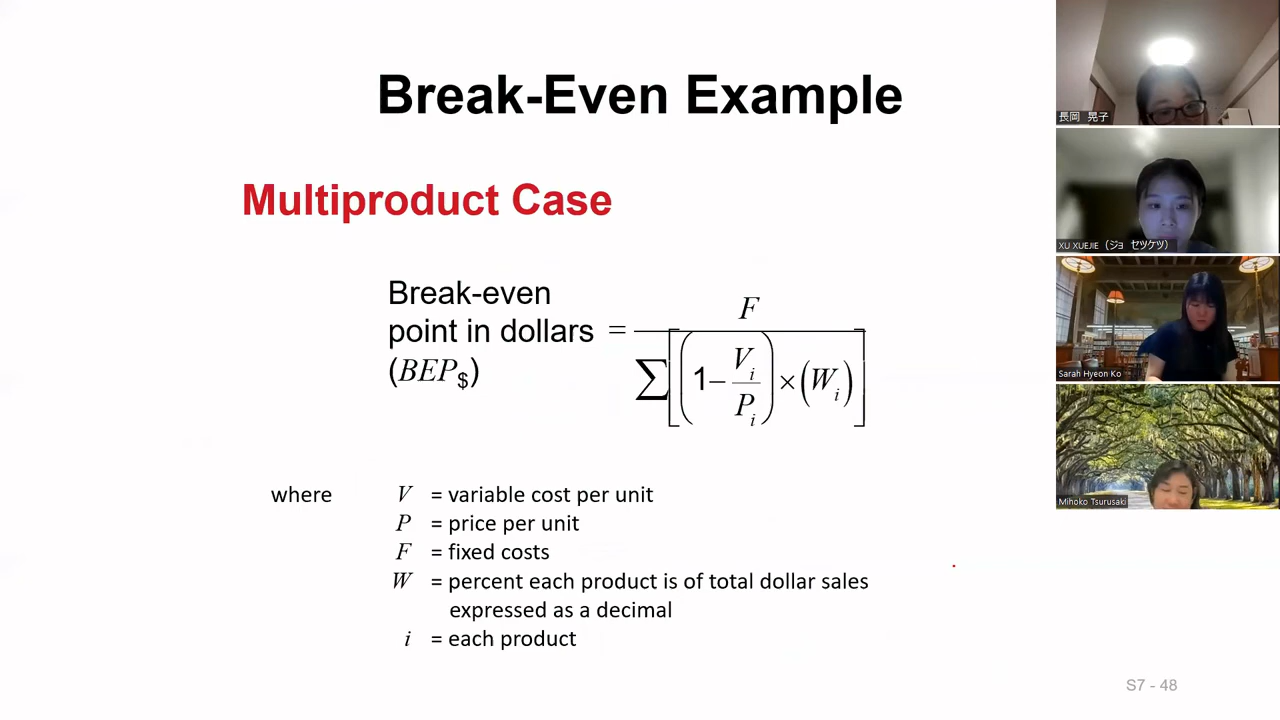 Break-Even Example
Multiproduct Case
Break-even
point in dollars
(BEP$)
=
F
∑[(1– Vi/Pi) × (Wi)]
where V = variable cost per unit
P = price per unit
F = fixed costs
W = percent each product is of total dollar sales
expressed as a decimal
i = each product
S7 - 48
長岡 晃子
XU XUEJIE (ジョ セツケツ)
Sarah Hyeon Ko
Mihoko Tsurusaki